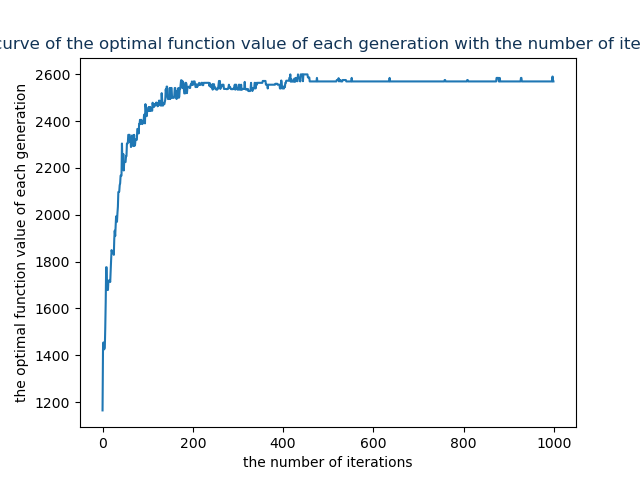 curve of the optimal function value of each generation with the number of ite
2600
2400
2200
2000
1800
1600
1400
1200
0 200 400 600 800 1000
the number of iterations
the optimal function value of each generation